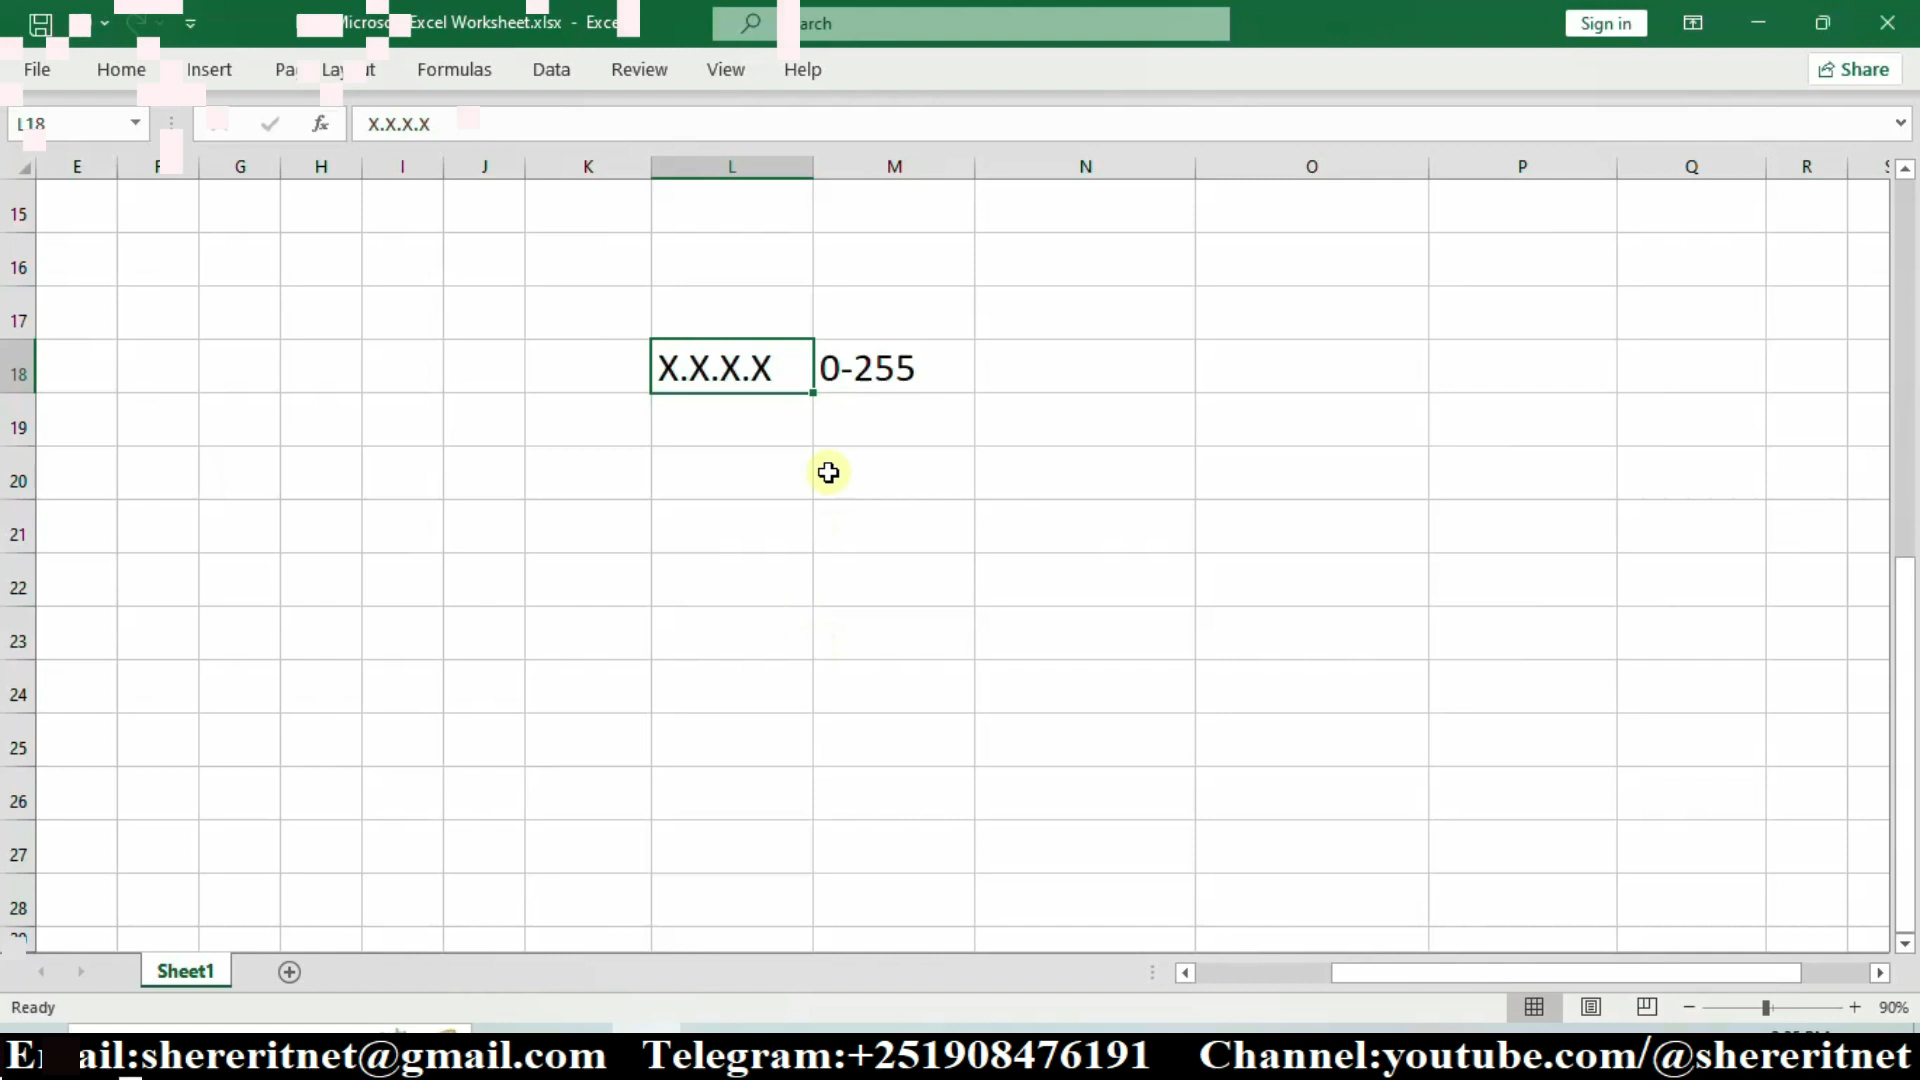 Excel Worksheet.xlsx - Exce
Sign in
File Home Insert Formulas Data Review View Help
Share
L18
fx
X.X.X.X
E F G H I J K L M N O P Q R
15
16
17
18 X.X.X.X 0-255
19
20
21
22
23
24
25
26
27
28
Sheet1
Ready
90%
shereritnet@gmail.com Telegram:+251908476191 Channel:youtube.com/@shereritnet